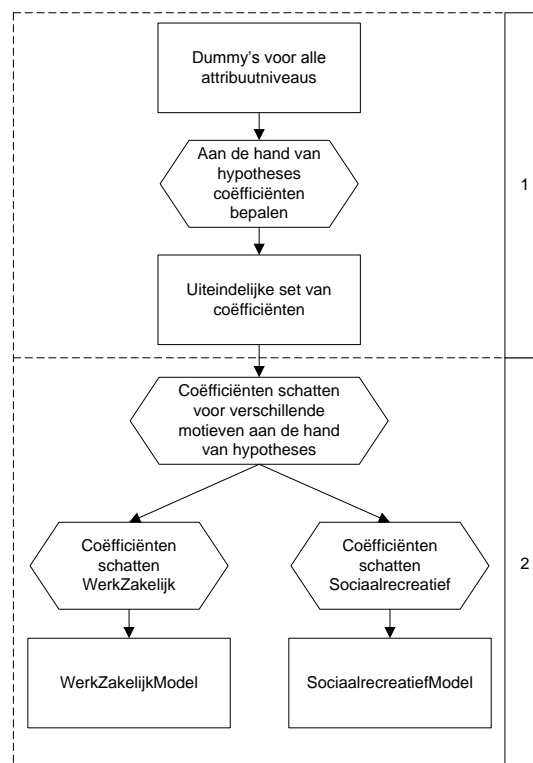 Dummy's voor alle
attribuutniveaus
Aan de hand van
hypotheses
coëfficiënten
bepalen
1
Uiteindelijke set van
coëfficiënten
Coëfficiënten schatten
voor verschillende
motieven aan de hand
van hypotheses
Coëfficiënten
schatten
WerkZakelijk
Coëfficiënten
schatten
Sociaalrecreatief
2
WerkZakelijkModel
SociaalrecreatiefModel